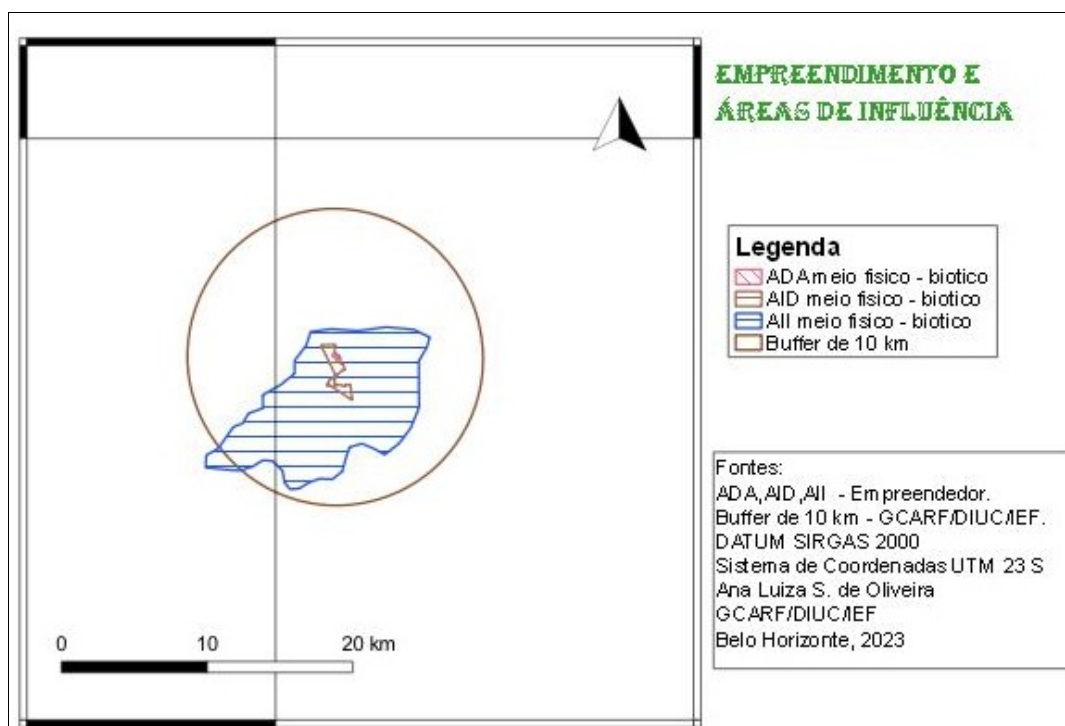 EMPREENDIMENTO E
ÁREAS DE INFLUÊNCIA
Legenda
ADA meio fisico - biotico
AID meio fisico - biotico
AII meio fisico - biotico
Buffer de 10 km
Fontes:
ADA,AID,AII - Empreendedor.
Buffer de 10 km - GCARF/DIUC/IEF.
DATUM SIRGAS 2000
Sistema de Coordenadas UTM 23 S
Ana Luiza S. de Oliveira
GCARF/DIUC/IEF
Belo Horizonte, 2023
0 10 20 km